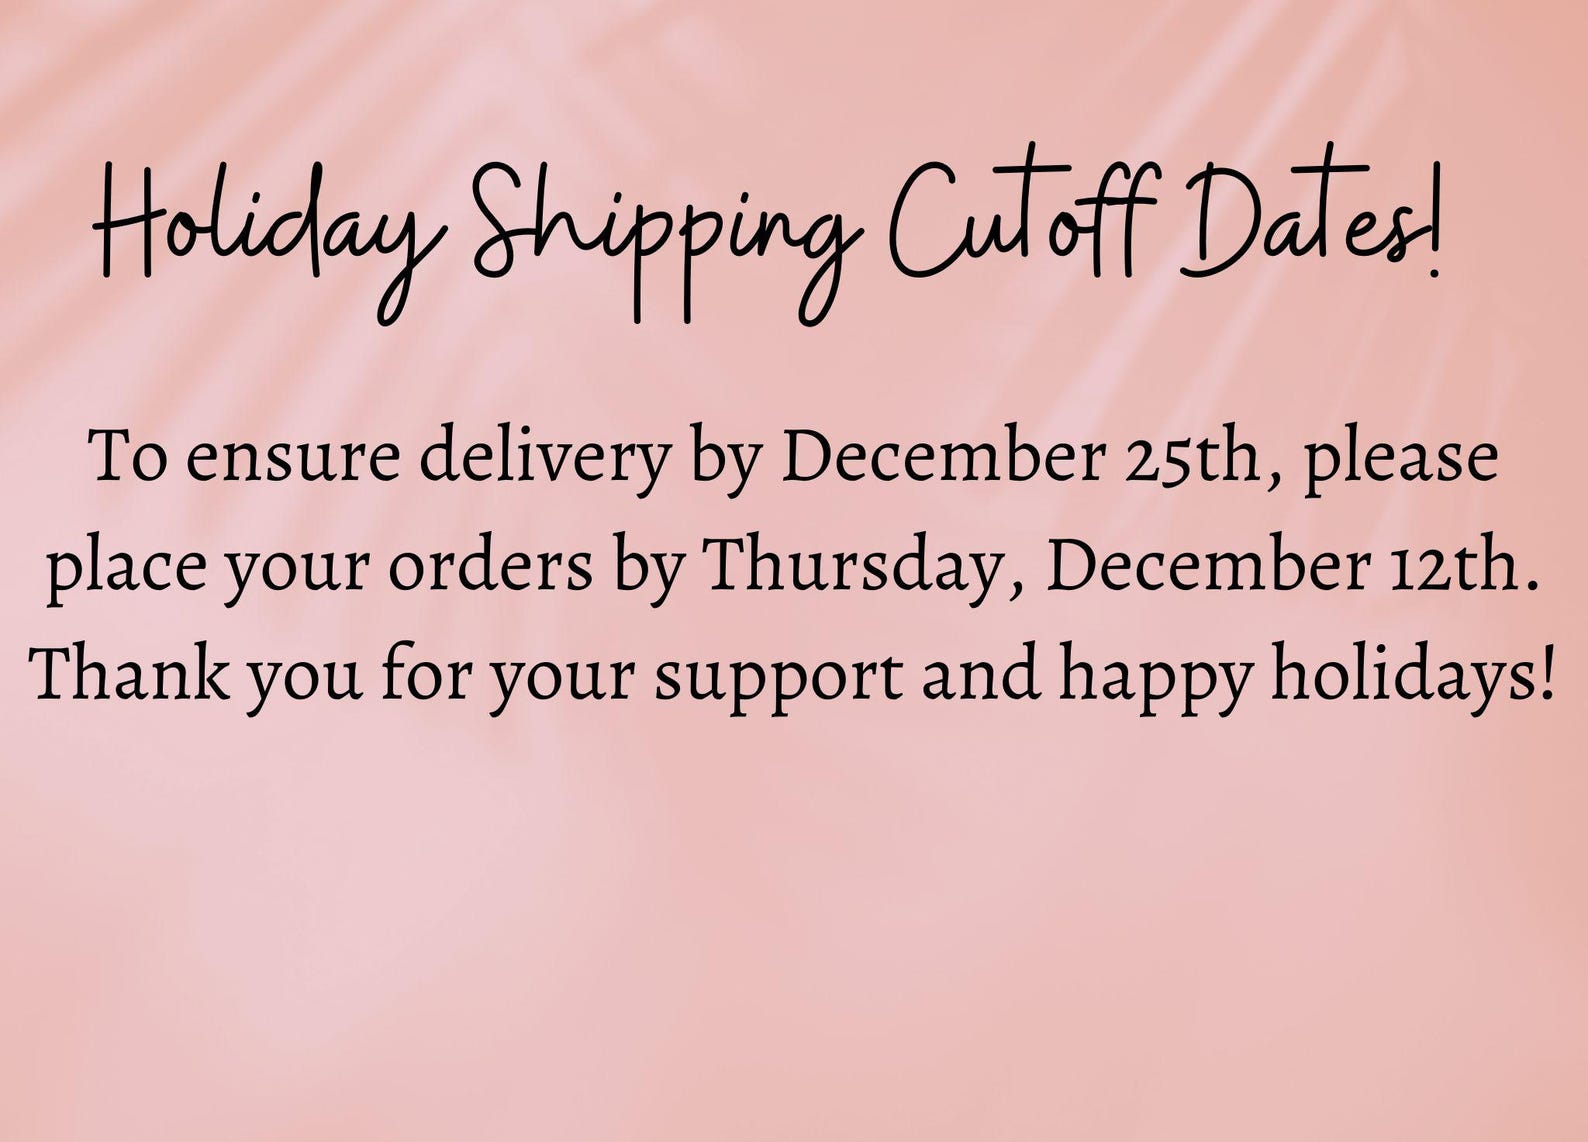 Holiday Shipping Cutoff Dates!
To ensure delivery by December 25th, please
place your orders by Thursday, December 12th.
Thank you for your support and happy holidays!